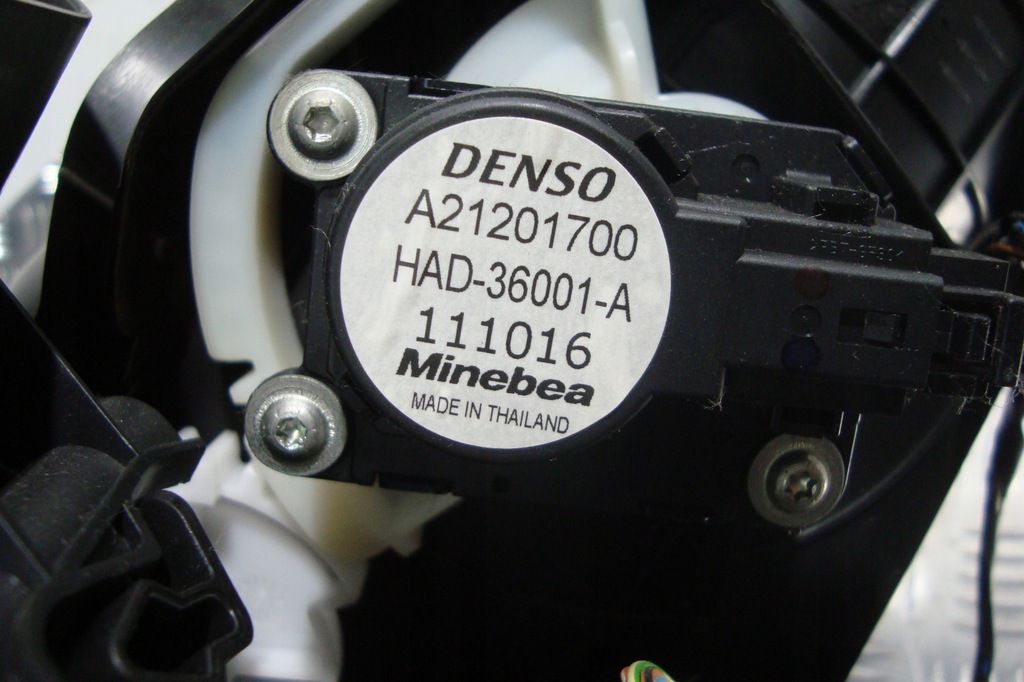 DENSO
A21201700
HAD-36001-A
111016
Minebea
MADE IN THAILAND